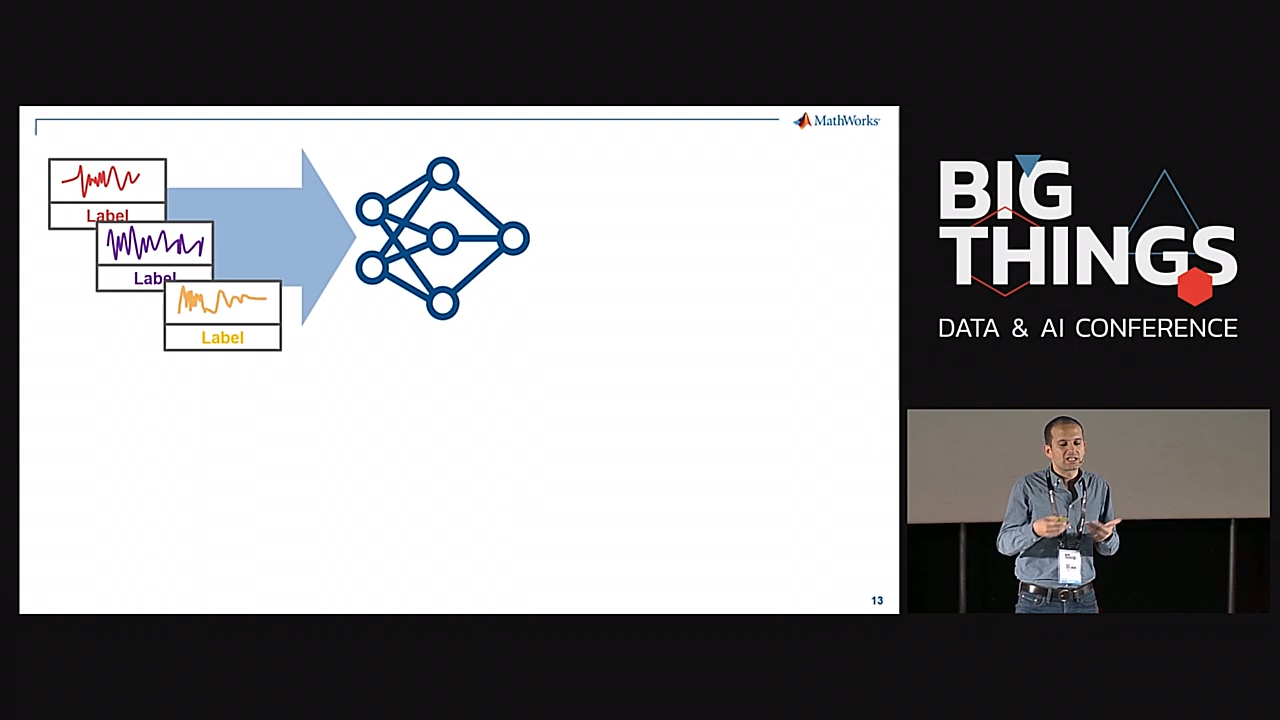 MathWorks®
Label
Label
Label
13
BIG
THINGS
DATA & AI CONFERENCE